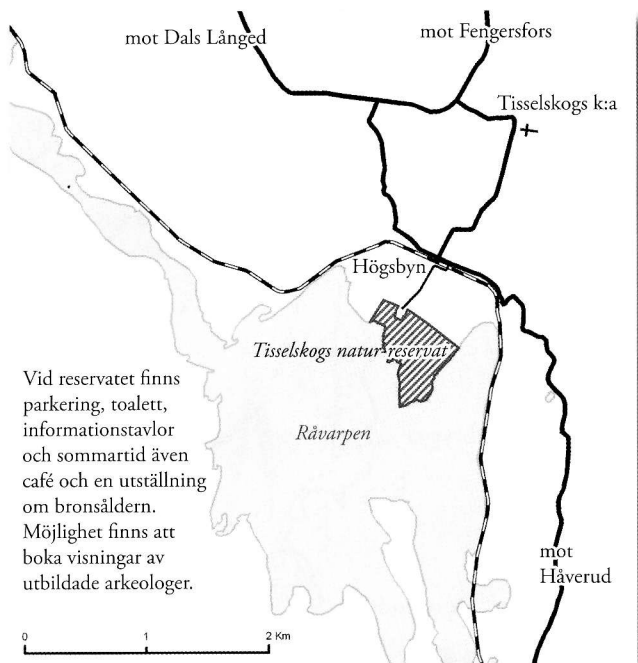 mot Dals Långed
mot Fengersfors
Tisselskogs k:a
Högsbyn
Tisselskogs natur-reservat
Råvarpen
Vid reservatet finns
parkering, toalett,
informationstavlor
och sommartid även
café och en utställning
om bronsåldern.
Möjlighet finns att
boka visningar av
utbildade arkeologer.
mot
Håverud
0 1 2 Km